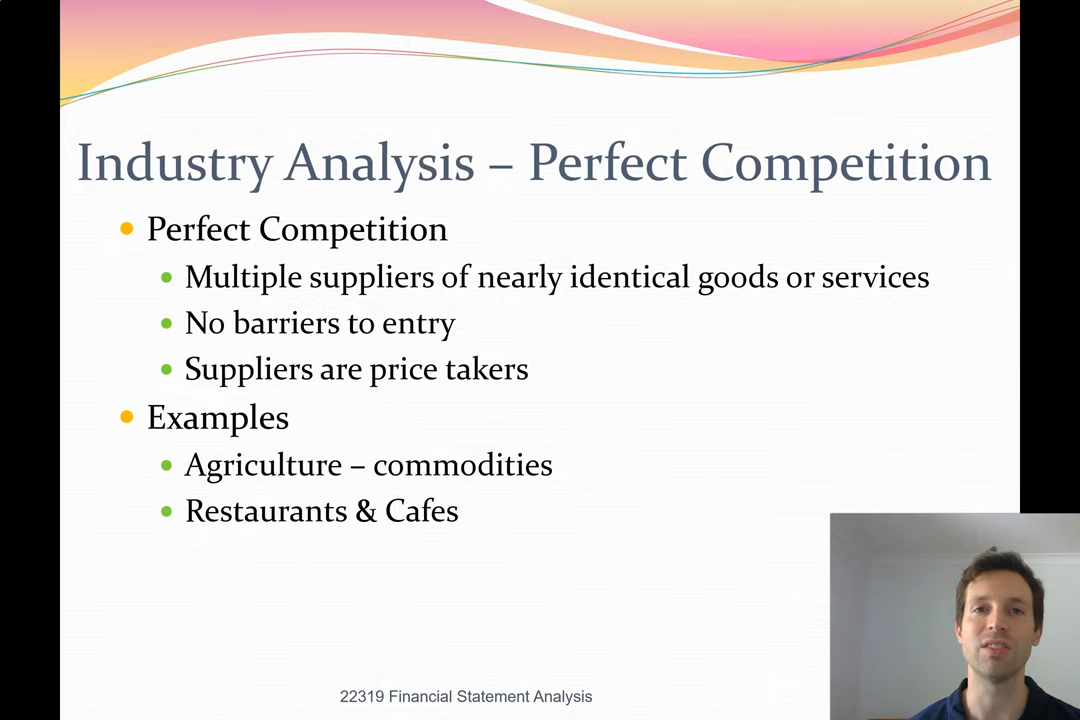 Industry Analysis – Perfect Competition
Perfect Competition
Multiple suppliers of nearly identical goods or services
No barriers to entry
Suppliers are price takers
Examples
Agriculture – commodities
Restaurants & Cafes
22319 Financial Statement Analysis